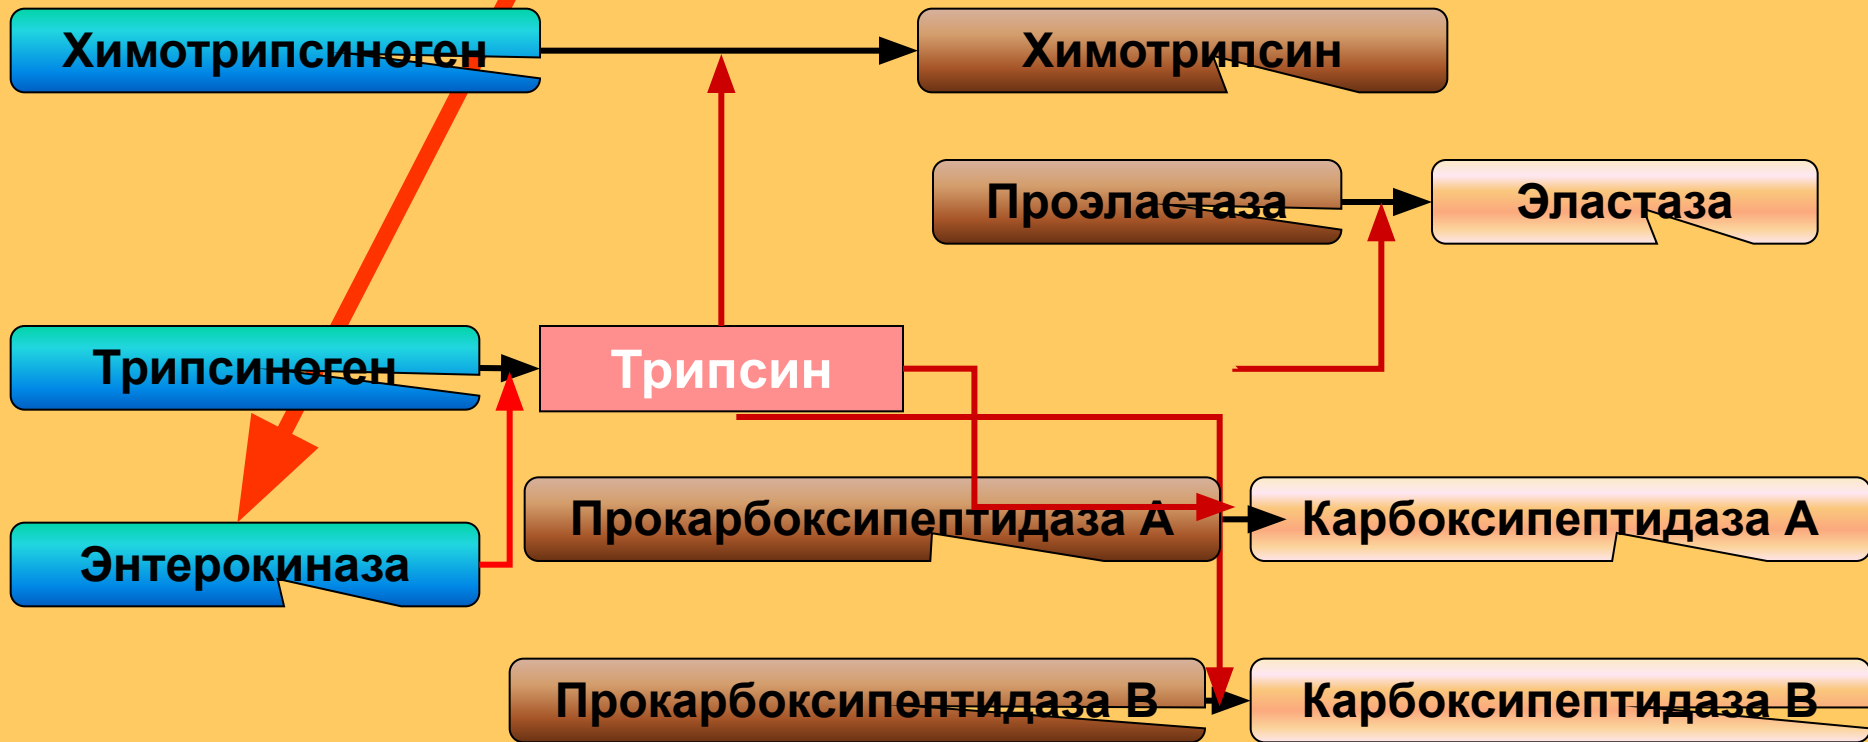 Химотрипсиноген
Химотрипсин
Проэластаза
Эластаза
Трипсиноген
Трипсин
Прокарбоксипептидаза А
Карбоксипептидаза А
Энтерокиназа
Прокарбоксипептидаза В
Карбоксипептидаза В